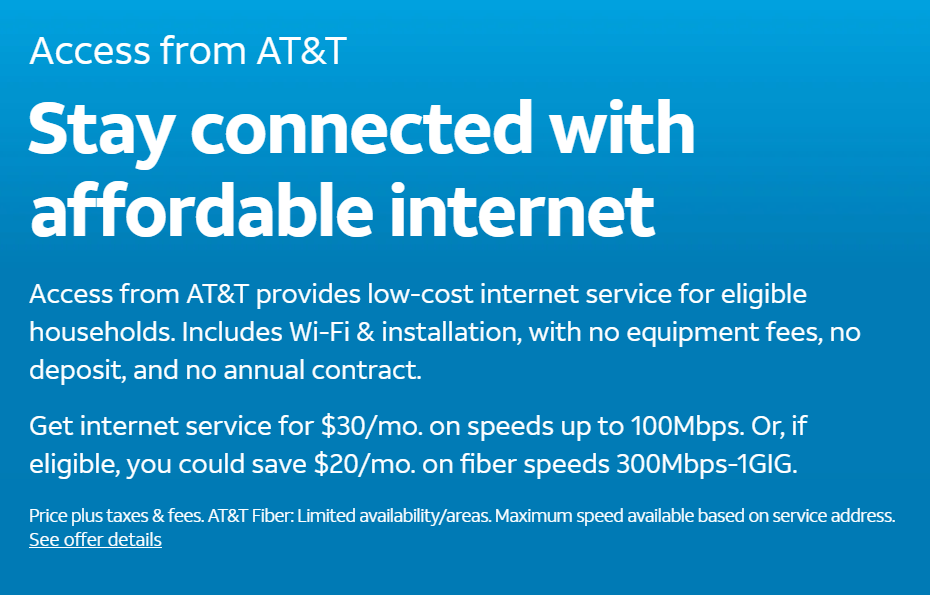 Access from AT&T
Stay connected with
affordable internet
Access from AT&T provides low-cost internet service for eligible
households. Includes Wi-Fi & installation, with no equipment fees, no
deposit, and no annual contract.
Get internet service for $30/mo. on speeds up to 100Mbps. Or, if
eligible, you could save $20/mo. on fiber speeds 300Mbps-1GIG.
Price plus taxes & fees. AT&T Fiber: Limited availability/areas. Maximum speed available based on service address.
See offer details